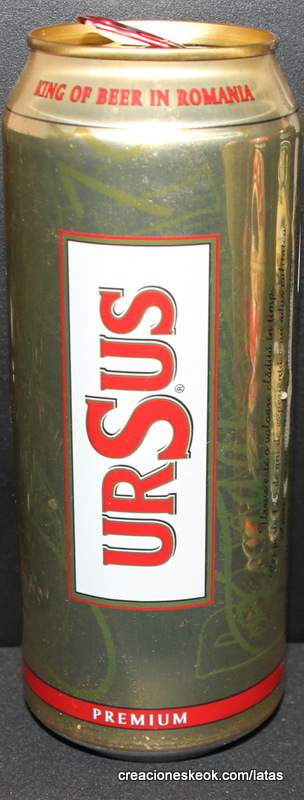 KING OF BEER IN ROMANIA
URSUS®
PREMIUM
creacioneskeok.com/latas